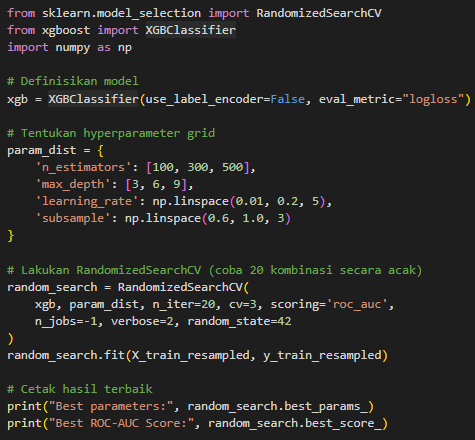 from sklearn.model_selection import RandomizedSearchCV
from xgboost import XGBClassifier
import numpy as np

# Definisikan model
xgb = XGBClassifier(use_label_encoder=False, eval_metric="logloss")

# Tentukan hyperparameter grid
param_dist = {
    'n_estimators': [100, 300, 500],
    'max_depth': [3, 6, 9],
    'learning_rate': np.linspace(0.01, 0.2, 5),
    'subsample': np.linspace(0.6, 1.0, 3)
}

# Lakukan RandomizedSearchCV (coba 20 kombinasi secara acak)
random_search = RandomizedSearchCV(
    xgb, param_dist, n_iter=20, cv=3, scoring='roc_auc',
    n_jobs=-1, verbose=2, random_state=42
)
random_search.fit(X_train_resampled, y_train_resampled)

# Cetak hasil terbaik
print("Best parameters:", random_search.best_params_)
print("Best ROC-AUC Score:", random_search.best_score_)